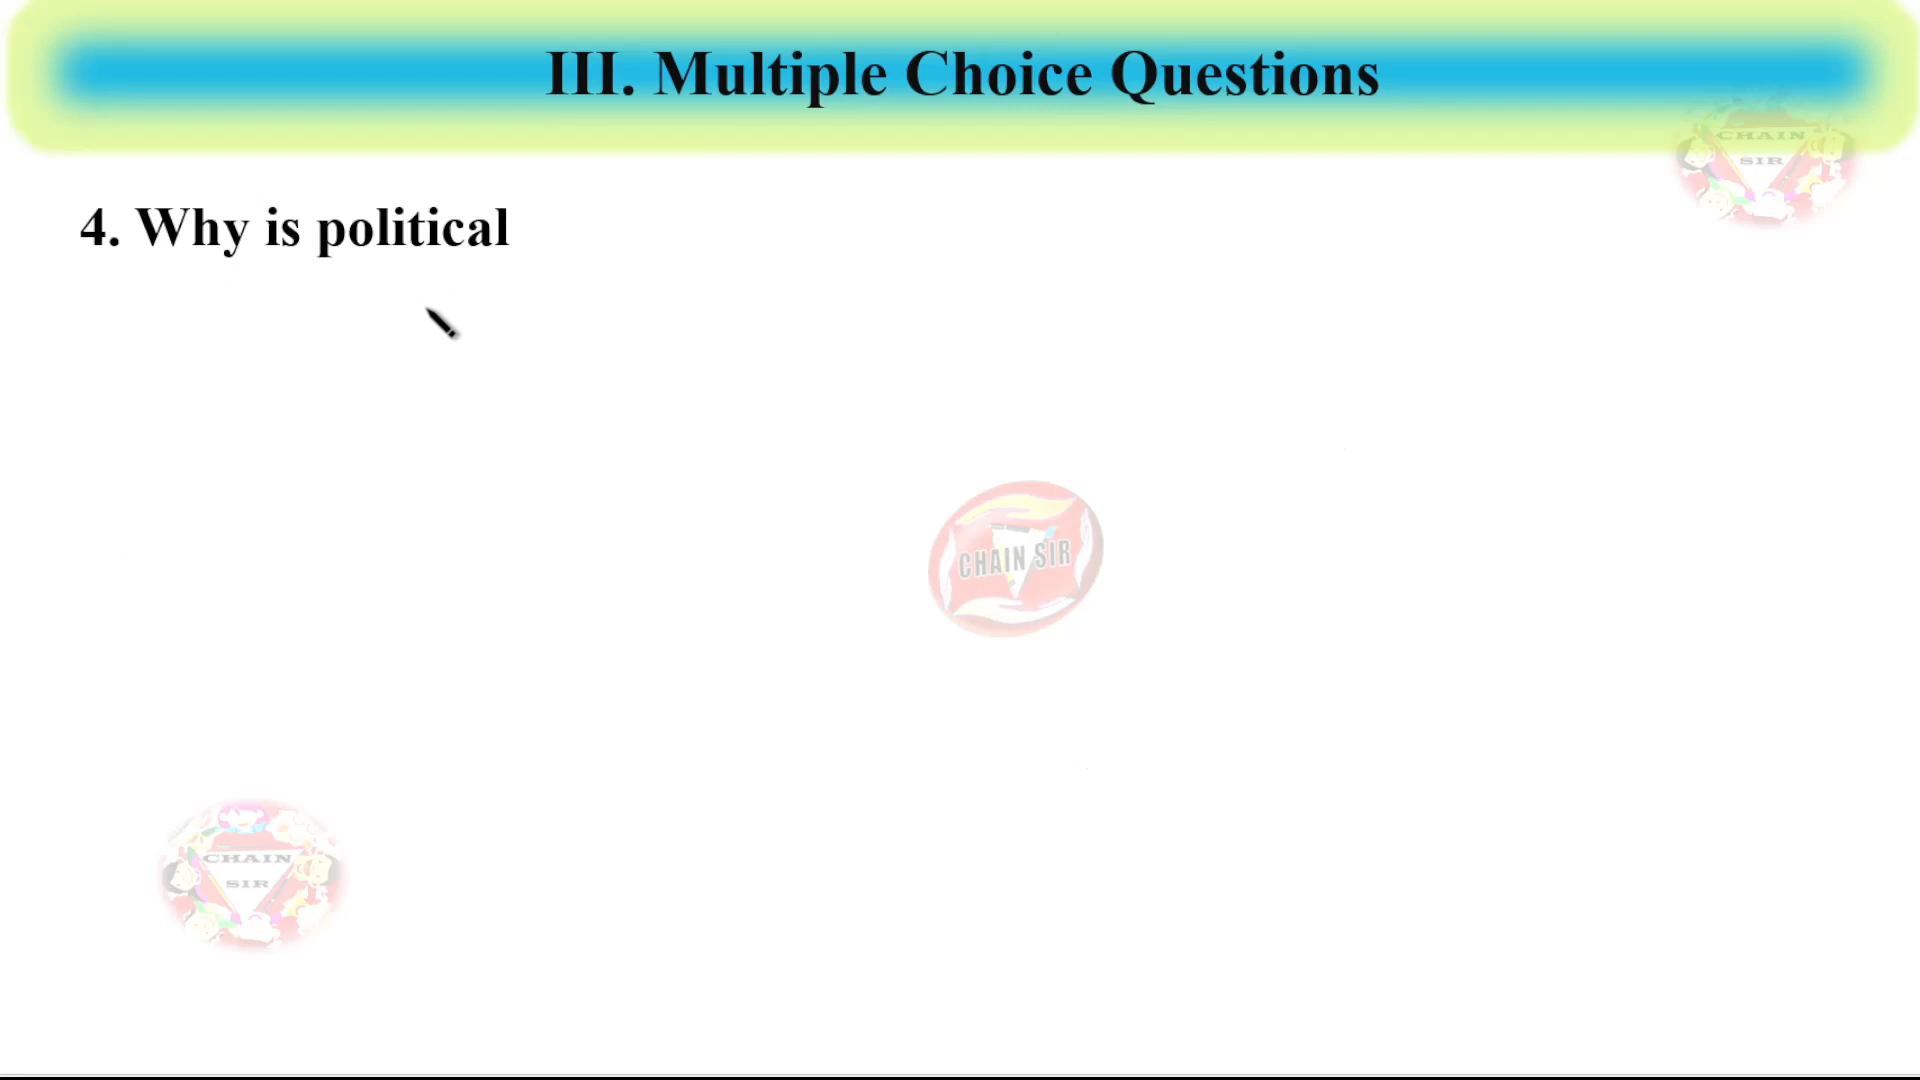 III. Multiple Choice Questions
CHAIN
SIR
4. Why is political
CHAIN SIR
CHAIN
SIR